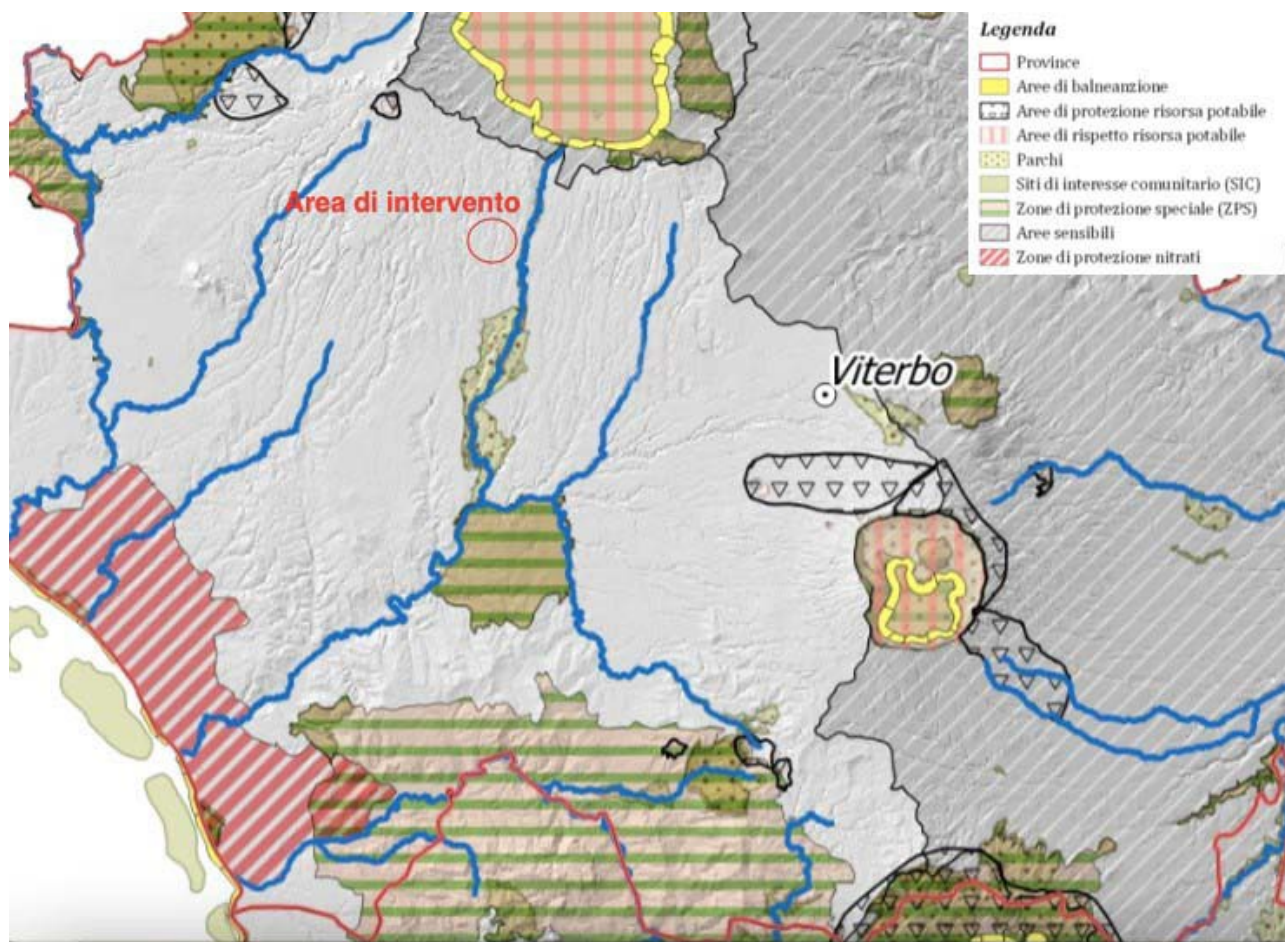 Legenda
Province
Aree di balneanzione
Aree di protezione risorsa potabile
Aree di rispetto risorsa potabile
Parchi
Siti di interesse comunitario (SIC)
Zone di protezione speciale (ZPS)
Aree sensibili
Zone di protezione nitrati
Area di intervento
Viterbo